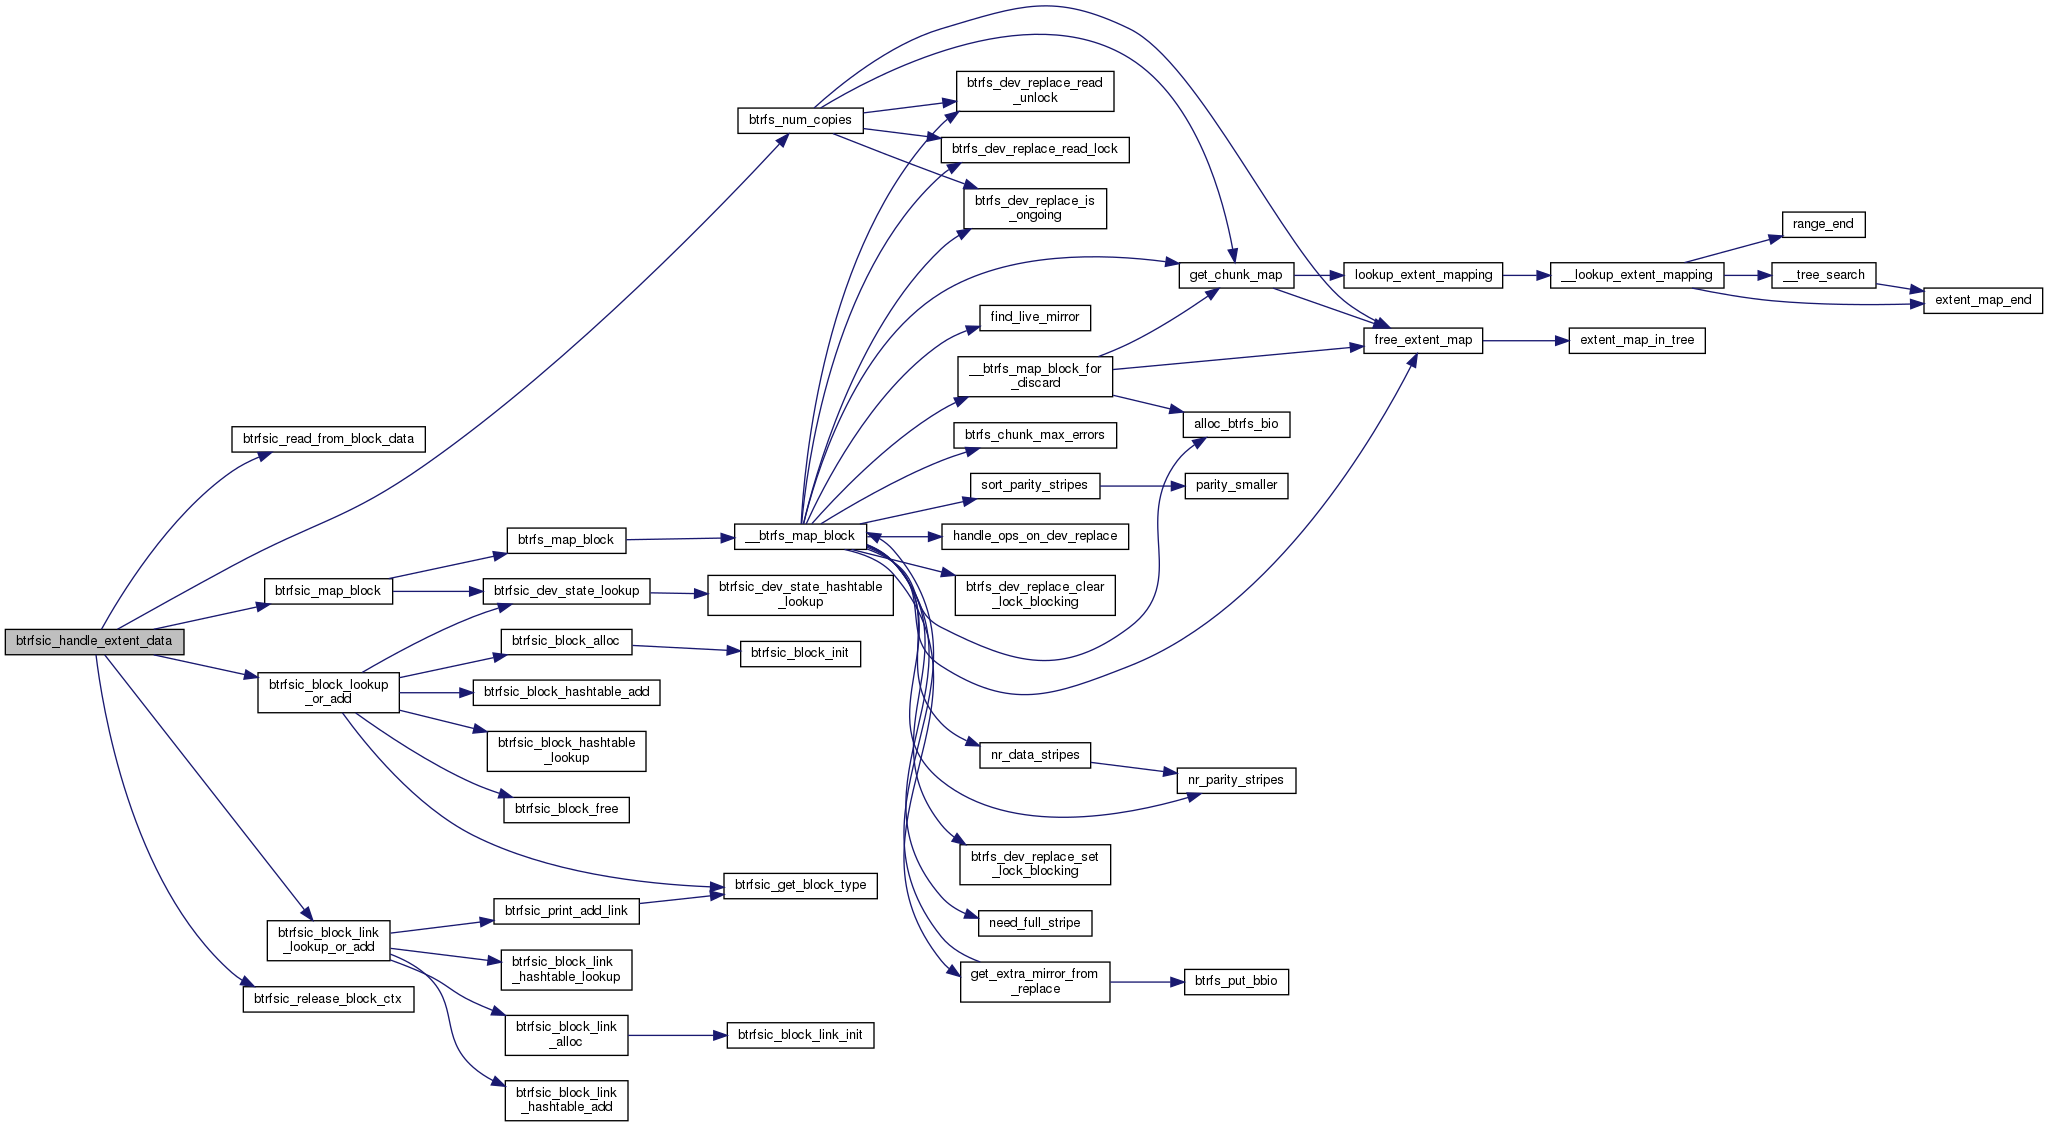 btrfsic_handle_extent_data
btrfsic_read_from_block_data
btrfsic_map_block
btrfsic_block_lookup
_or_add
btrfsic_block_link
_lookup_or_add
btrfsic_release_block_ctx
btrfs_map_block
btrfsic_dev_state_lookup
btrfsic_block_alloc
btrfsic_block_hashtable_add
btrfsic_block_hashtable
_lookup
btrfsic_block_free
btrfsic_print_add_link
btrfsic_block_link
_hashtable_lookup
btrfsic_block_link
_alloc
btrfsic_block_link
_hashtable_add
btrfs_num_copies
__btrfs_map_block
btrfsic_dev_state_hashtable
_lookup
btrfsic_block_init
btrfsic_get_block_type
btrfsic_block_link_init
btrfs_dev_replace_read
_unlock
btrfs_dev_replace_read_lock
btrfs_dev_replace_is
_ongoing
find_live_mirror
__btrfs_map_block_for
_discard
btrfs_chunk_max_errors
sort_parity_stripes
handle_ops_on_dev_replace
btrfs_dev_replace_clear
_lock_blocking
nr_data_stripes
btrfs_dev_replace_set
_lock_blocking
need_full_stripe
get_extra_mirror_from
_replace
get_chunk_map
alloc_btrfs_bio
parity_smaller
nr_parity_stripes
btrfs_put_bbio
lookup_extent_mapping
free_extent_map
__lookup_extent_mapping
extent_map_in_tree
range_end
__tree_search
extent_map_end